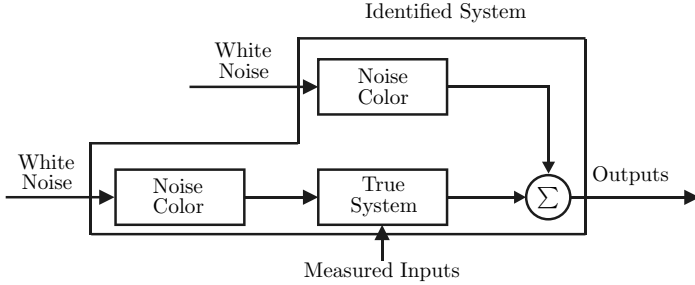 Identified System
White
Noise
Noise
Color
White
Noise
Noise
Color
True
System
Σ
Outputs
Measured Inputs